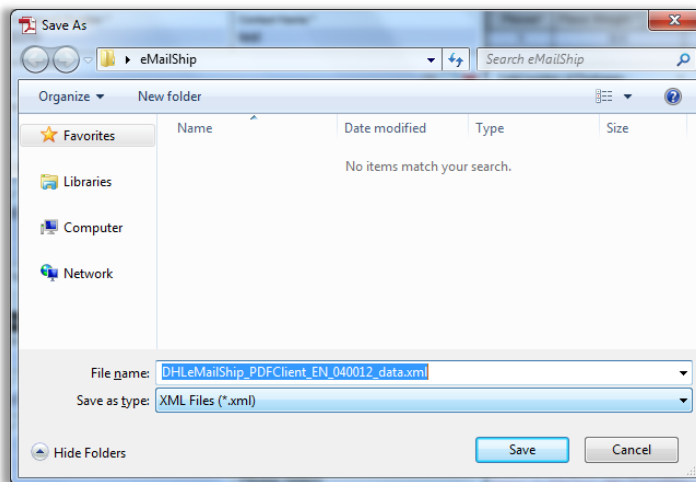 Save As
eMailShip
Search eMailShip
Organize
New folder
Favorites
Libraries
Computer
Network
Name
Date modified
Type
Size
No items match your search.
File name: DHLeMailShip_PDFClient_EN_040012_data.xml
Save as type: XML Files (*.xml)
Hide Folders
Save
Cancel